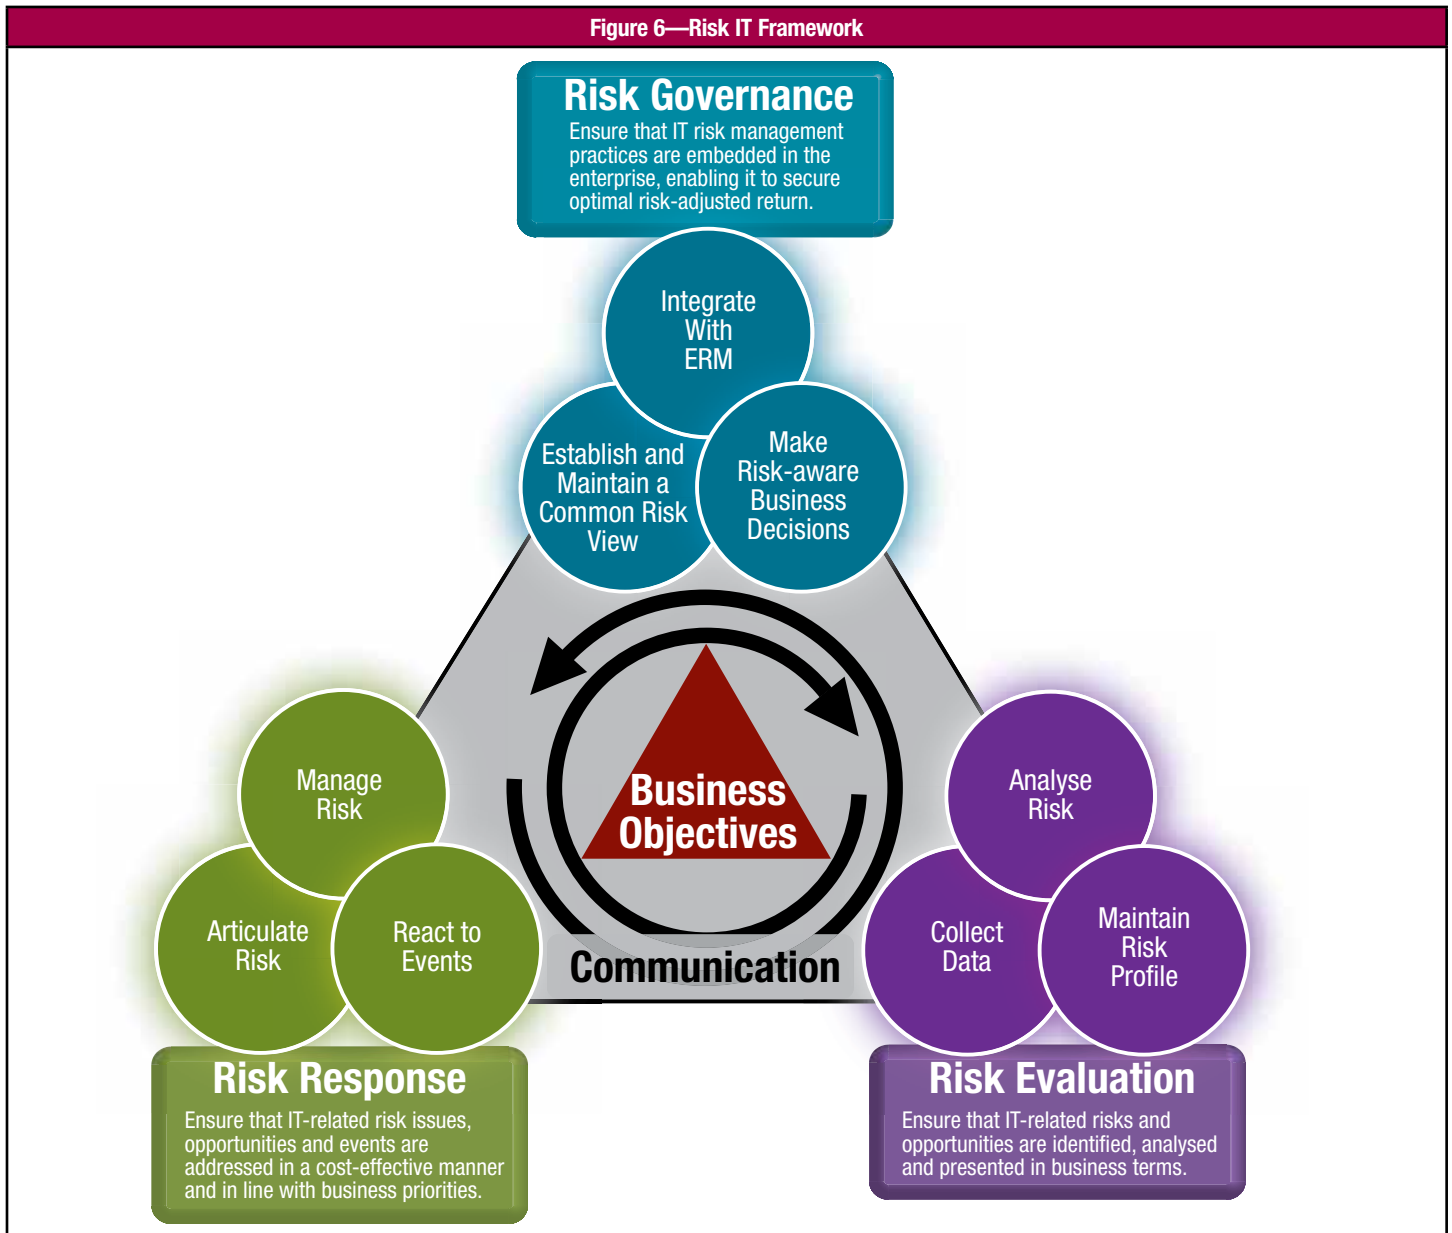 Figure 6—Risk IT Framework
Risk Governance
Ensure that IT risk management
practices are embedded in the
enterprise, enabling it to secure
optimal risk-adjusted return.
Integrate
With
ERM
Establish and
Maintain a
Common Risk
View
Make
Risk-aware
Business
Decisions
Manage
Risk
Articulate
Risk
React to
Events
Business
Objectives
Communication
Analyse
Risk
Collect
Data
Maintain
Risk
Profile
Risk Response
Ensure that IT-related risk issues,
opportunities and events are
addressed in a cost-effective manner
and in line with business priorities.
Risk Evaluation
Ensure that IT-related risks and
opportunities are identified, analysed
and presented in business terms.